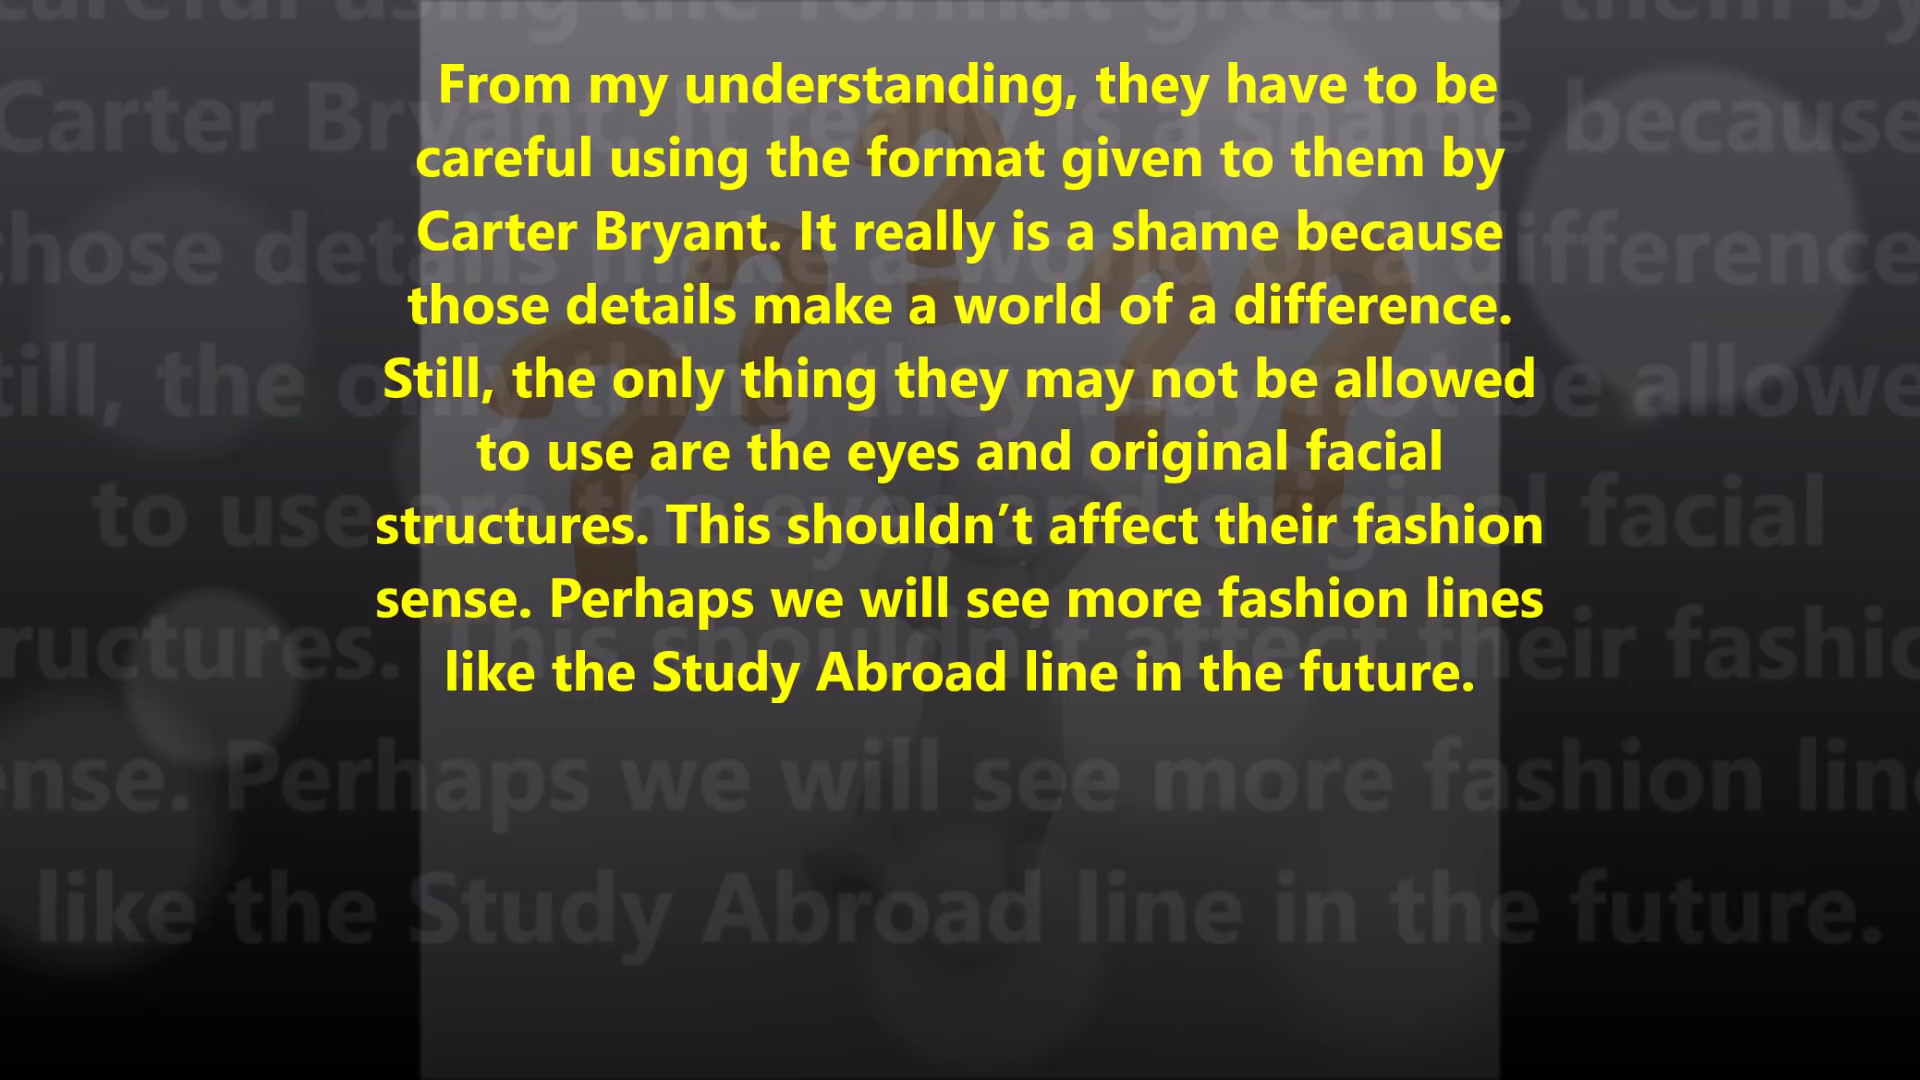 From my understanding, they have to be
careful using the format given to them by
Carter Bryant. It really is a shame because
those details make a world of a difference.
Still, the only thing they may not be allowed
to use are the eyes and original facial
structures. This shouldn’t affect their fashion
sense. Perhaps we will see more fashion lines
like the Study Abroad line in the future.